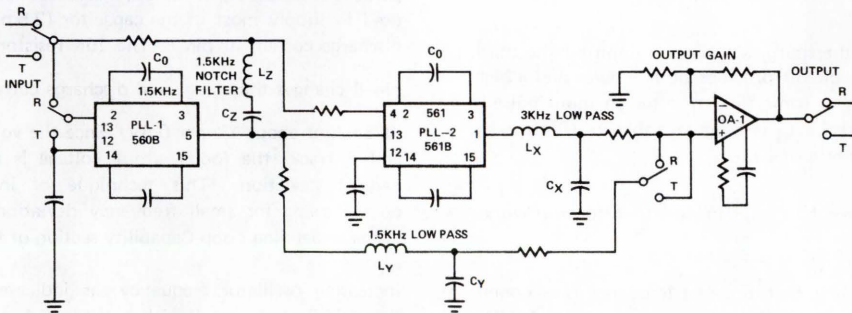 R
T
INPUT
R
T
C0
1.5KHz
2 3
13
12
PLL-1
560B
14 15
1.5KHz
NOTCH
FILTER
LZ
CZ
C0
4 2 561 3
13
12
PLL-2
561B
1
14 15
3KHz LOW PASS
LX
CX
R
T
1.5KHz LOW PASS
LY
CY
OUTPUT GAIN
−
OA-1
+
OUTPUT
R
T